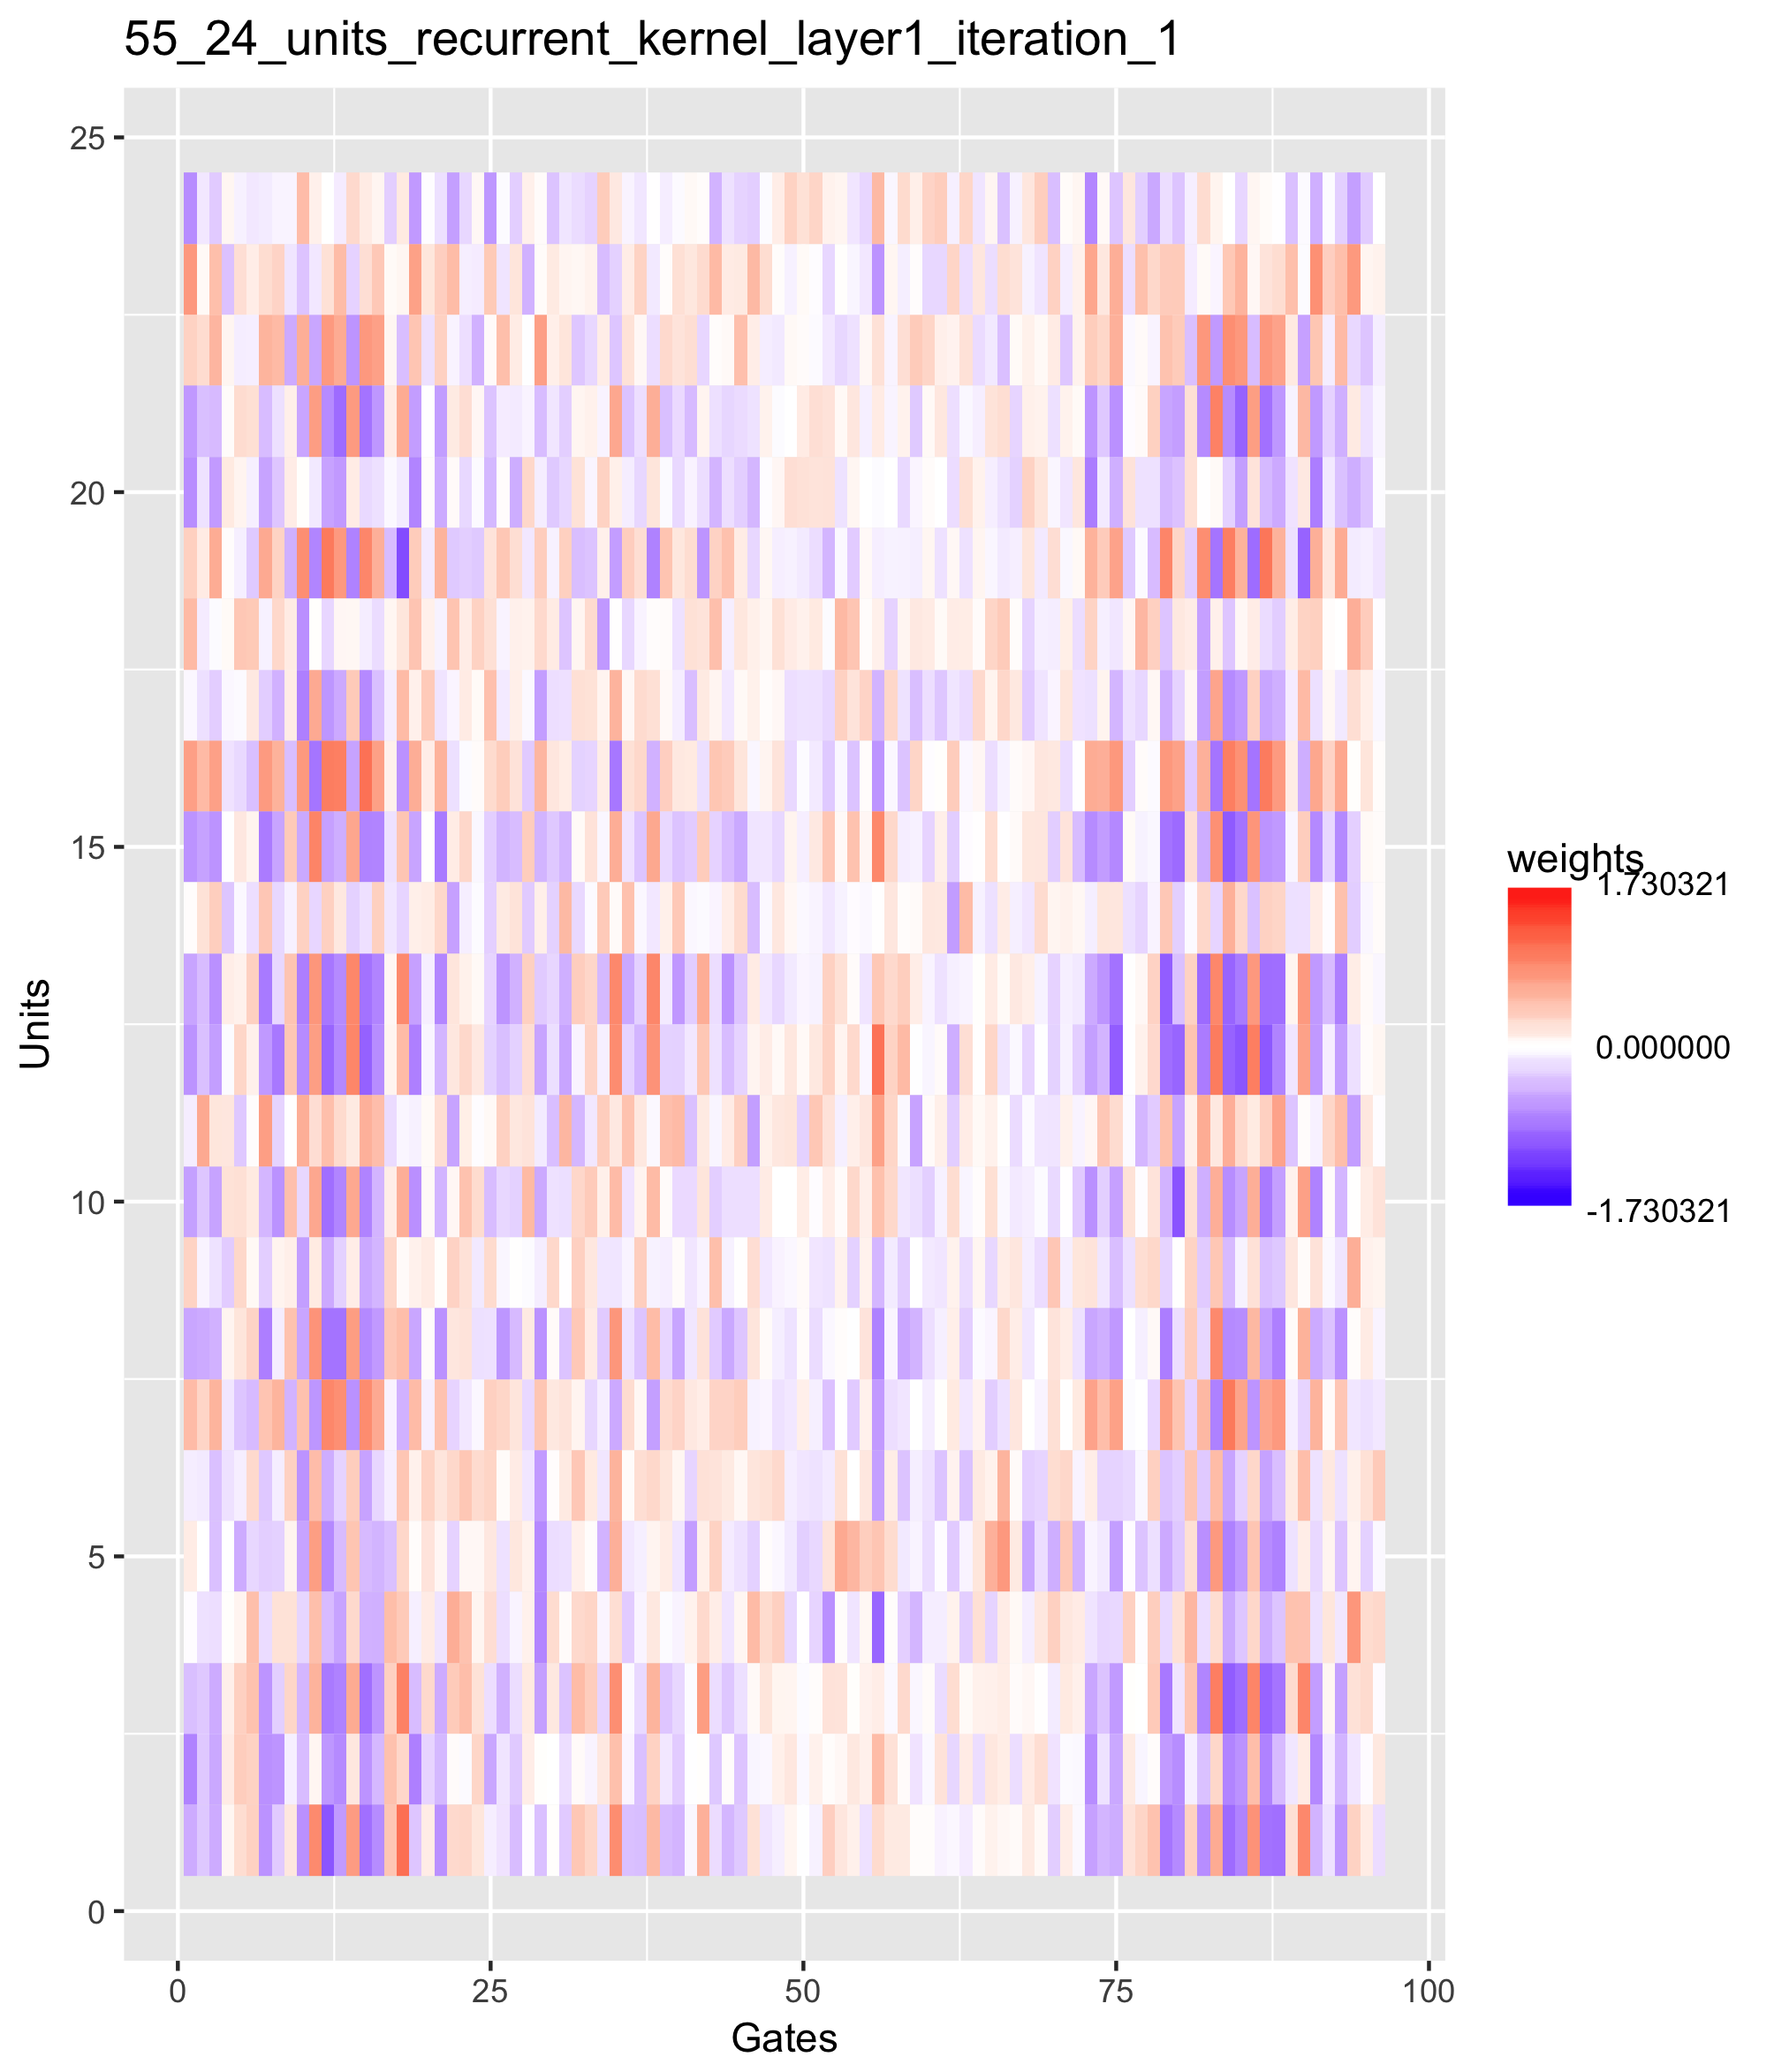 55_24_units_recurrent_kernel_layer1_iteration_1
25
20
15
10
5
0
Units
0 25 50 75 100
Gates
weights
1.730321
0.000000
-1.730321